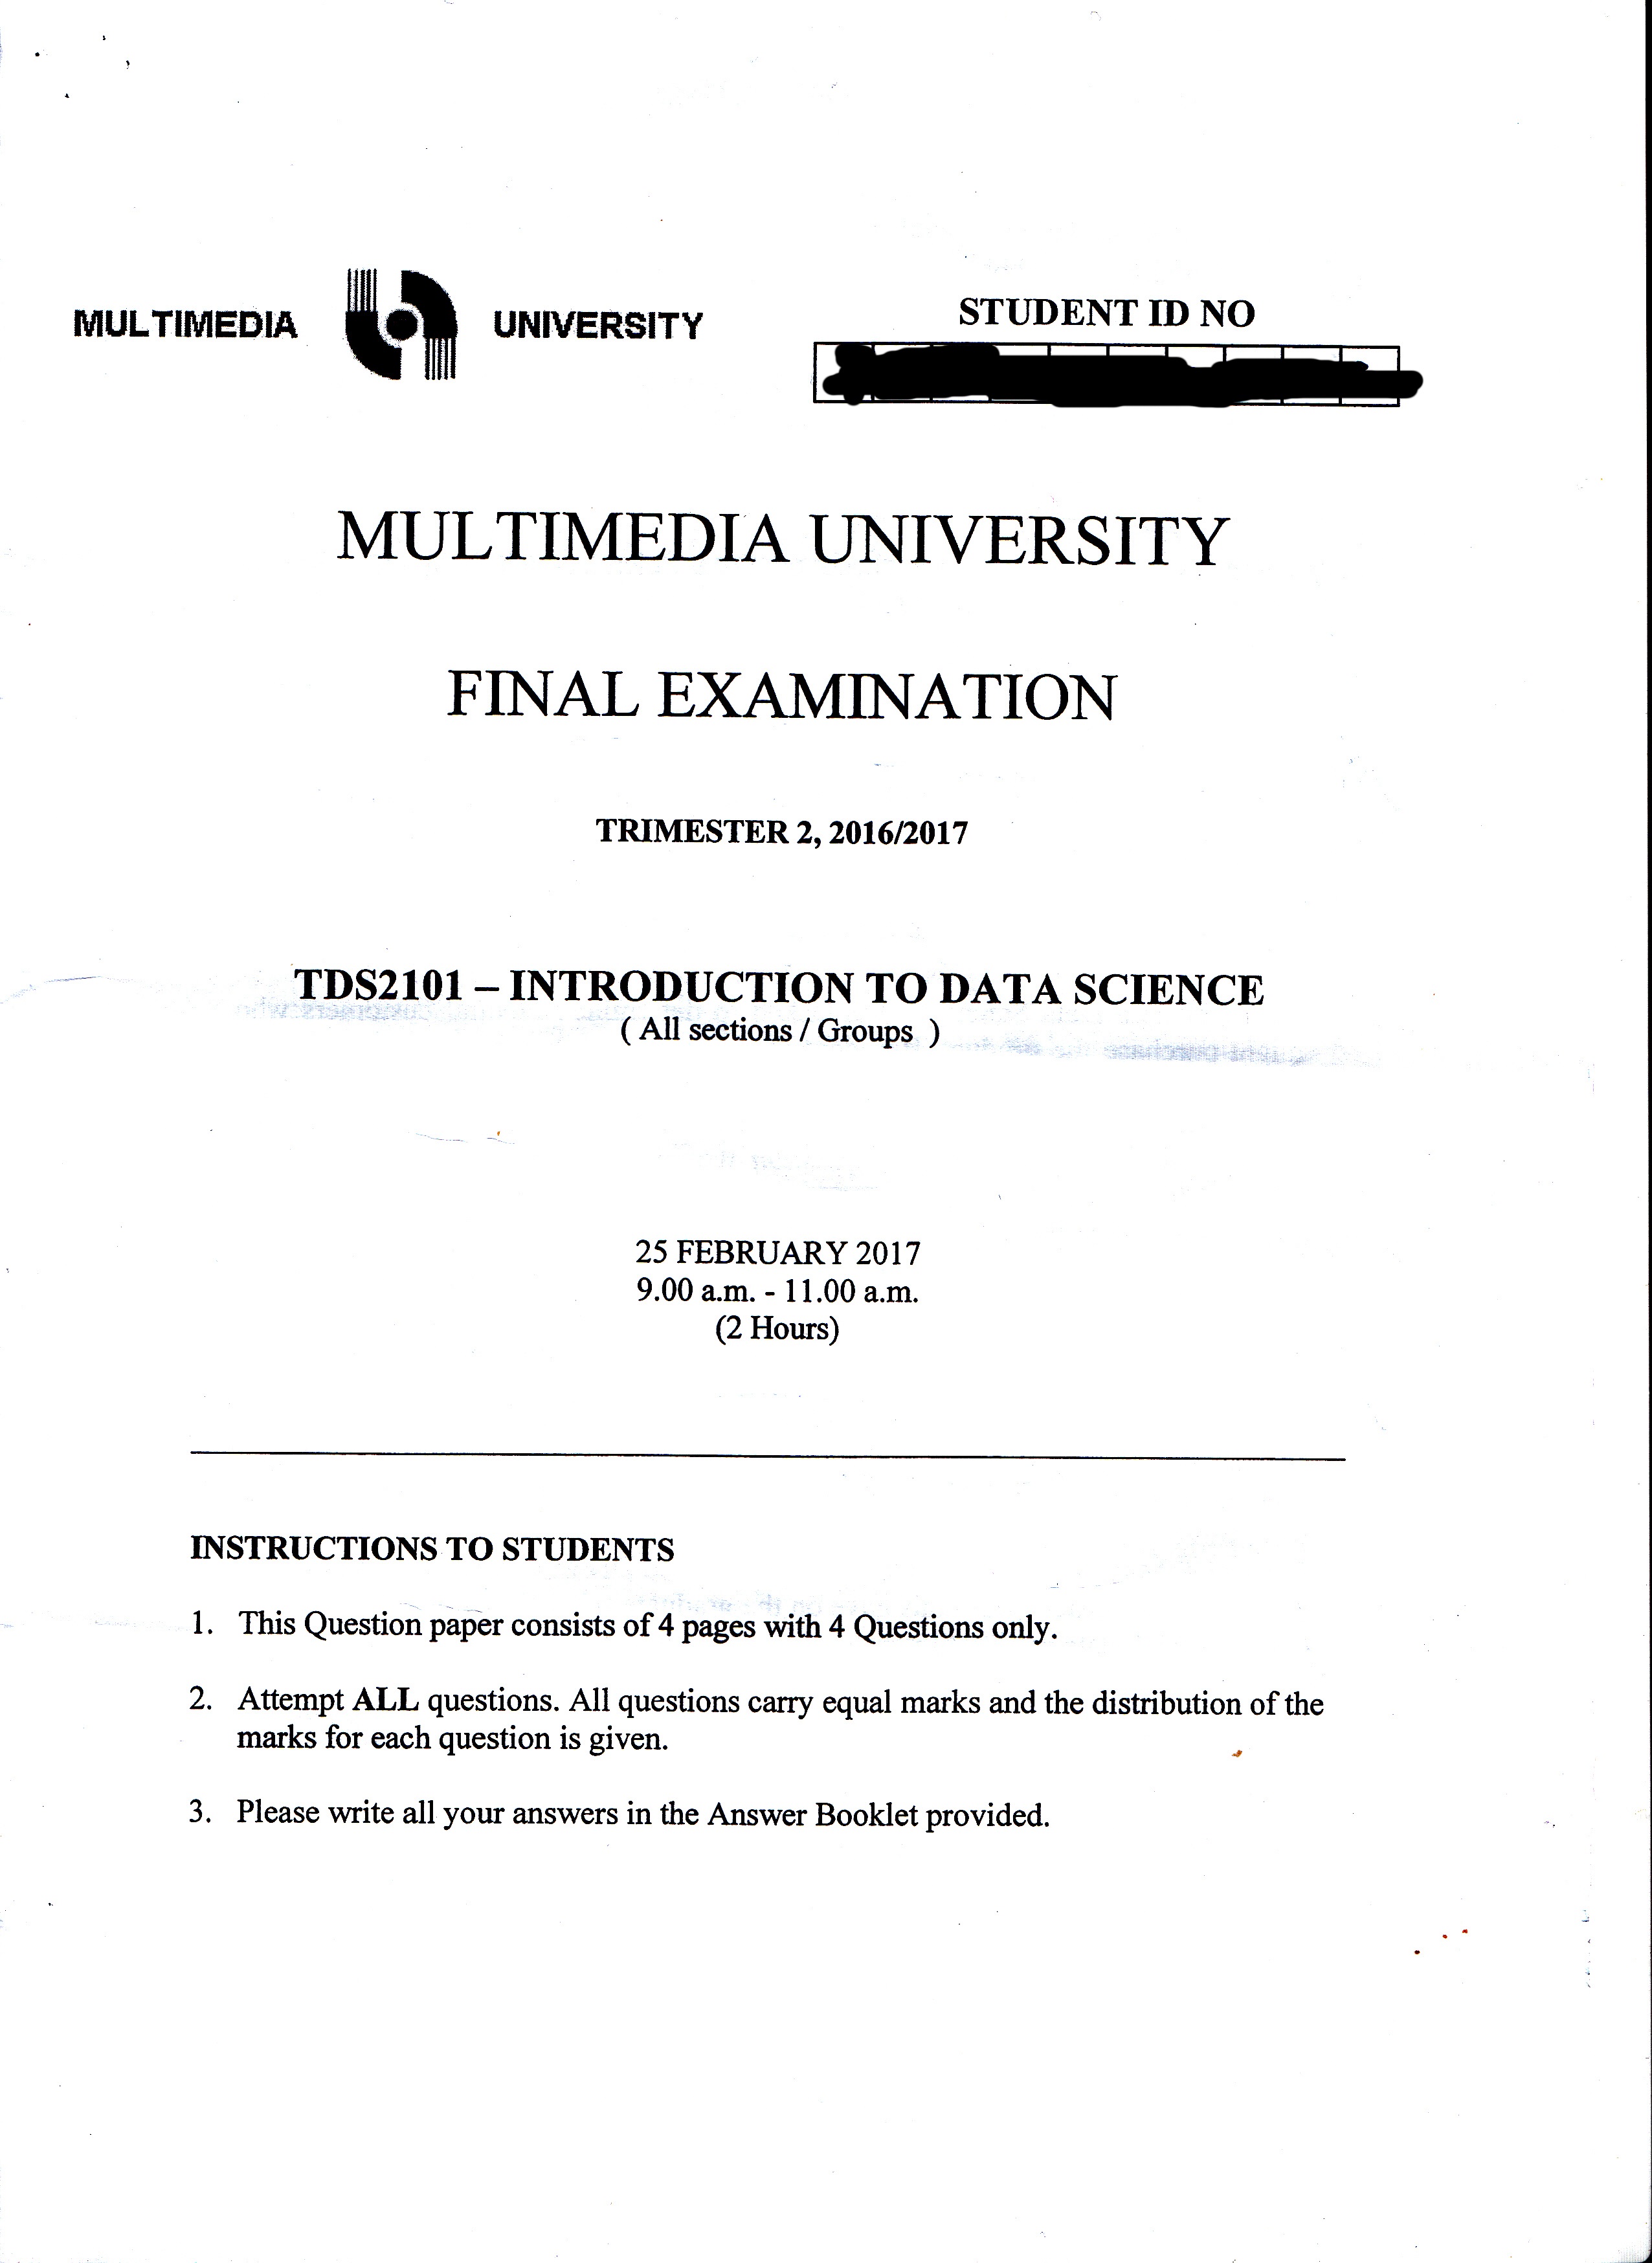 MULTIMEDIA UNIVERSITY
STUDENT ID NO
MULTIMEDIA UNIVERSITY
FINAL EXAMINATION
TRIMESTER 2, 2016/2017
TDS2101 – INTRODUCTION TO DATA SCIENCE
( All sections / Groups )
25 FEBRUARY 2017
9.00 a.m. - 11.00 a.m.
(2 Hours)
INSTRUCTIONS TO STUDENTS
1. This Question paper consists of 4 pages with 4 Questions only.
2. Attempt ALL questions. All questions carry equal marks and the distribution of the
marks for each question is given.
3. Please write all your answers in the Answer Booklet provided.